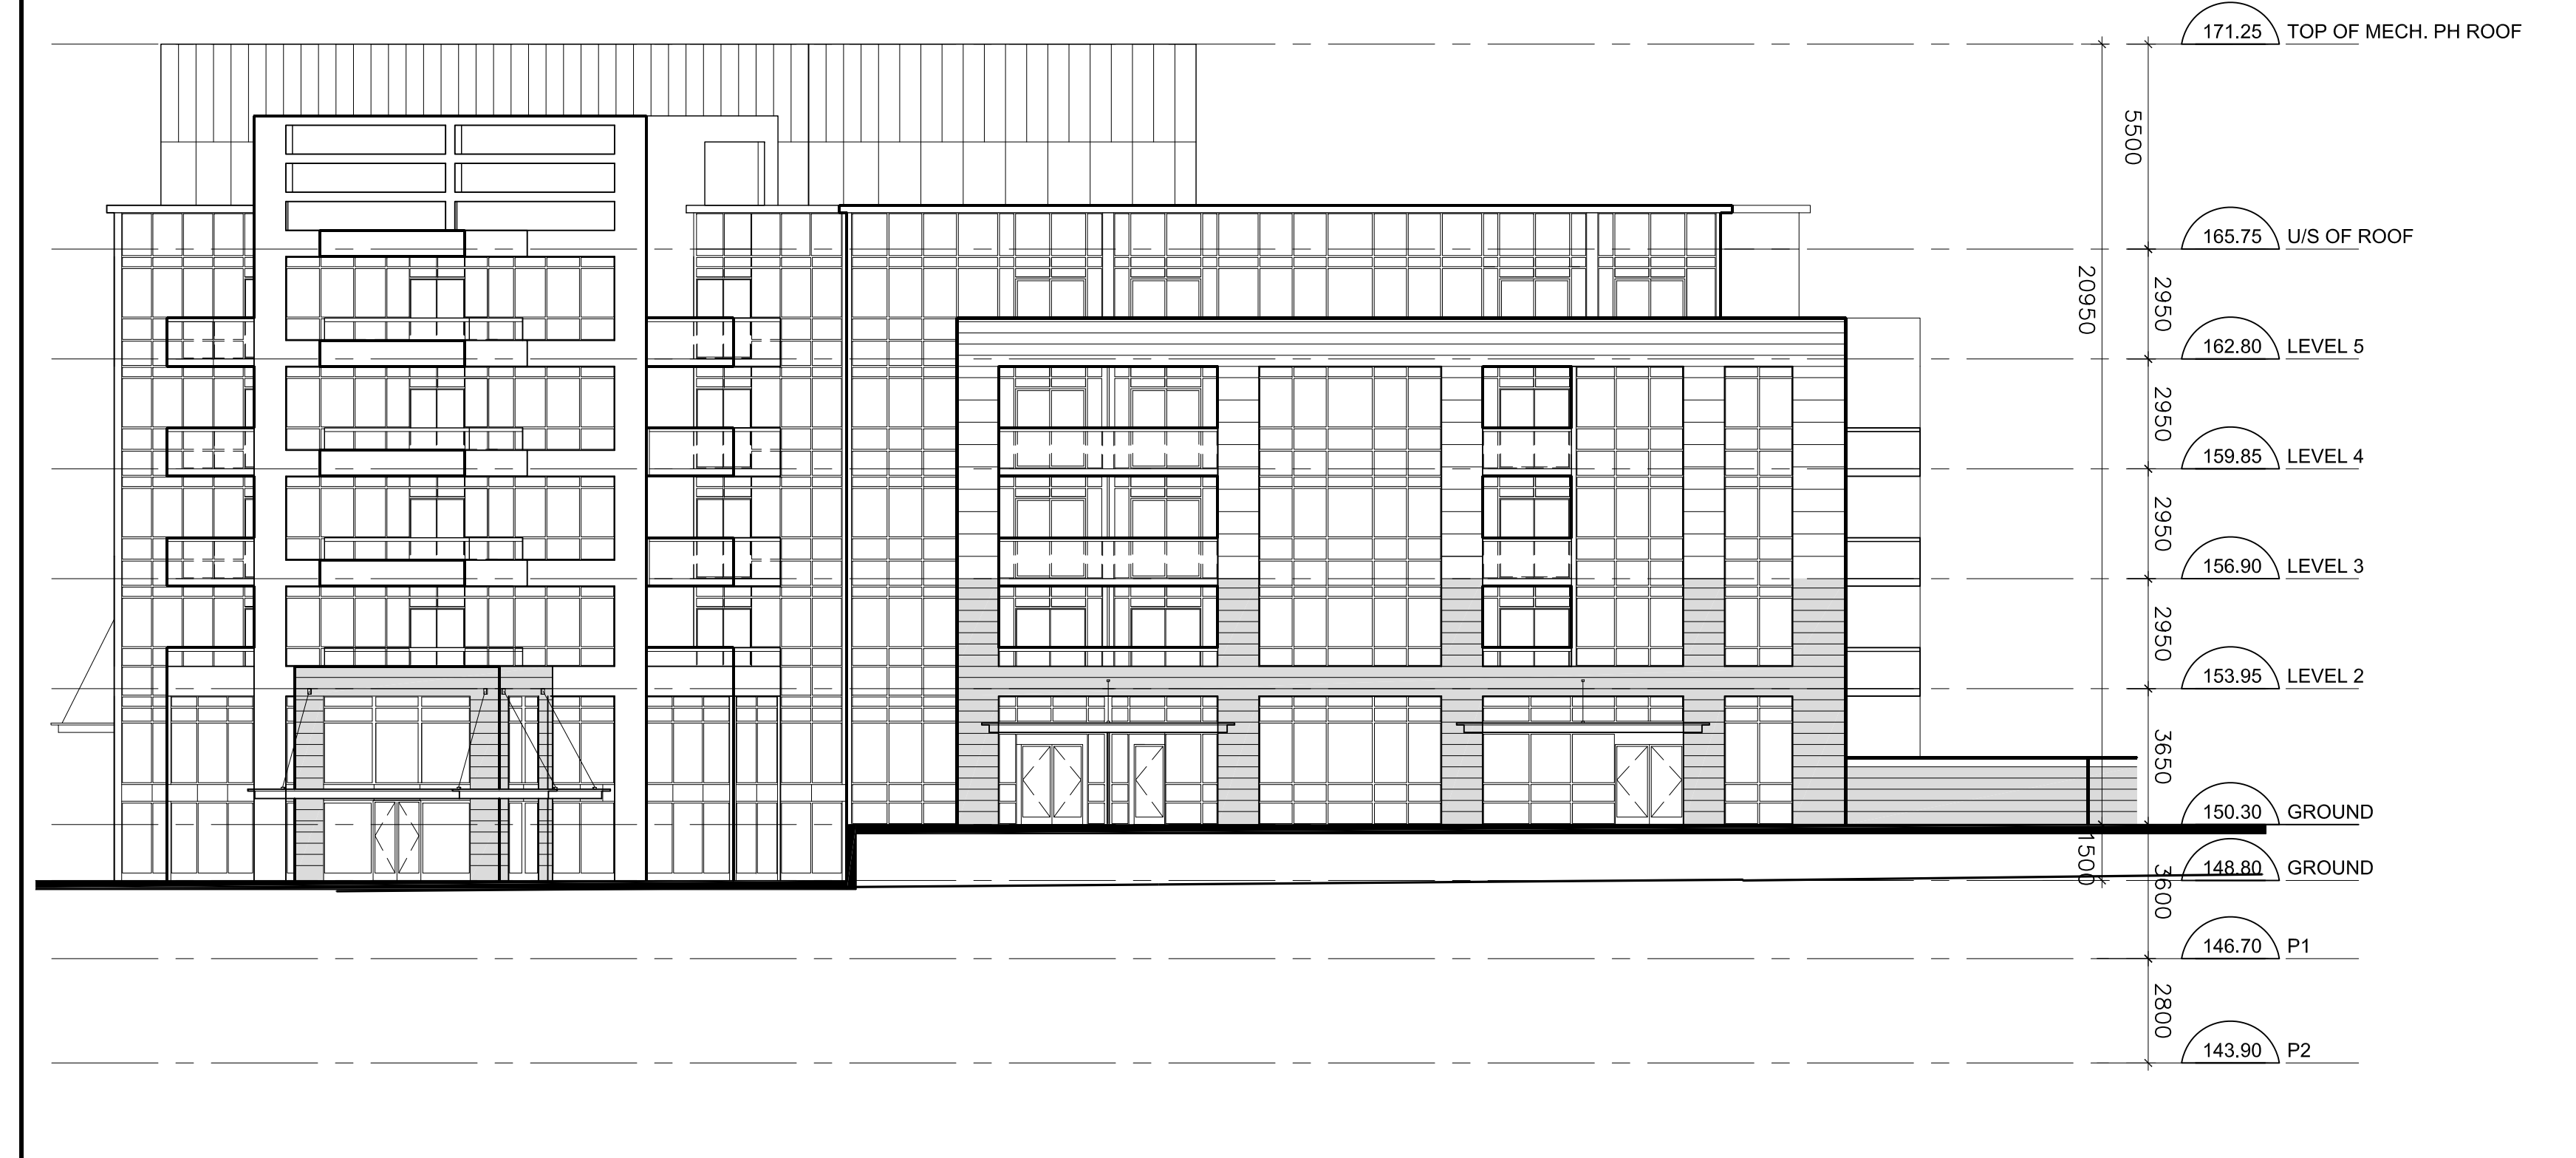 171.25 TOP OF MECH. PH ROOF
5500
165.75 U/S OF ROOF
20950
2950
162.80 LEVEL 5
2950
159.85 LEVEL 4
2950
156.90 LEVEL 3
2950
153.95 LEVEL 2
3650
150.30 GROUND
1500
148.80 GROUND
3600
146.70 P1
2800
143.90 P2